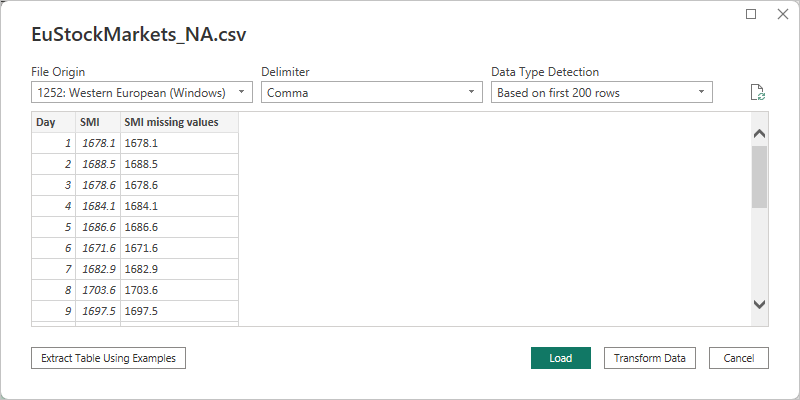 EuStockMarkets_NA.csv
File Origin Delimiter Data Type Detection
1252: Western European (Windows) Comma Based on first 200 rows
Day SMI SMI missing values
1 1678.1 1678.1
2 1688.5 1688.5
3 1678.6 1678.6
4 1684.1 1684.1
5 1686.6 1686.6
6 1671.6 1671.6
7 1682.9 1682.9
8 1703.6 1703.6
9 1697.5 1697.5
Extract Table Using Examples Load Transform Data Cancel